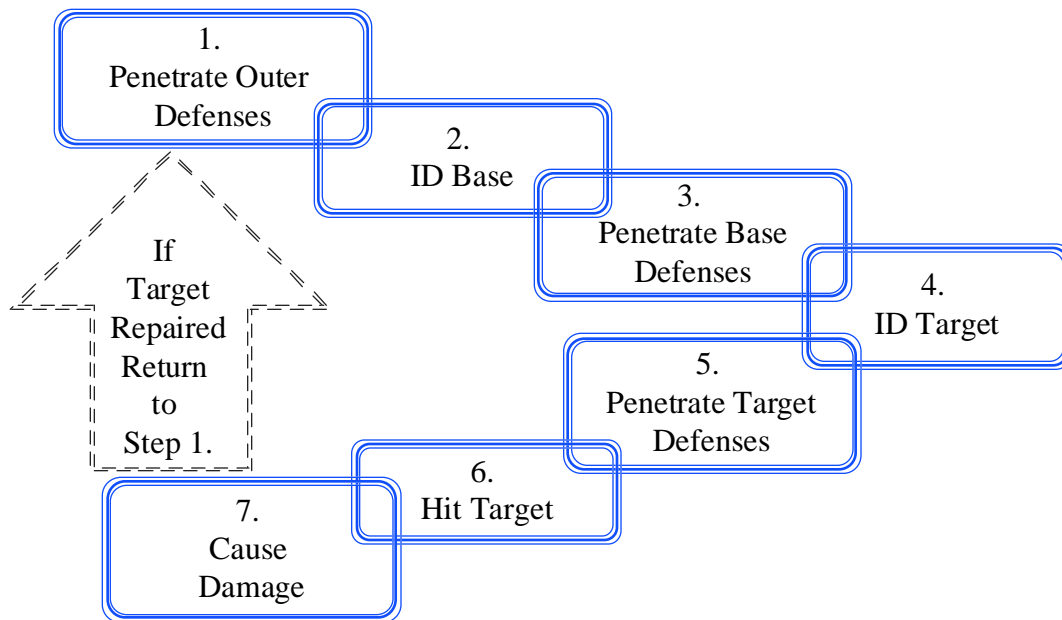 1.
Penetrate Outer
Defenses
2.
ID Base
3.
Penetrate Base
Defenses
4.
ID Target
5.
Penetrate Target
Defenses
6.
Hit Target
7.
Cause
Damage
If
Target
Repaired
Return
to
Step 1.